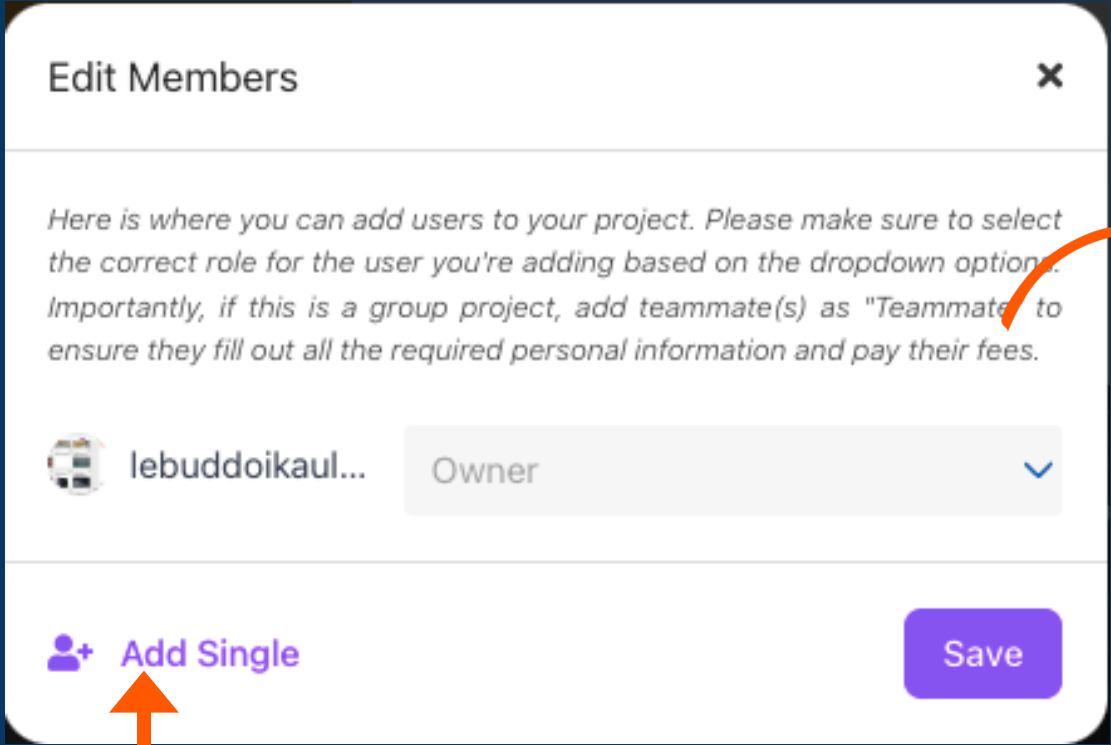 Edit Members
Here is where you can add users to your project. Please make sure to select
the correct role for the user you're adding based on the dropdown options.
Importantly, if this is a group project, add teammate(s) as "Teammate" to
ensure they fill out all the required personal information and pay their fees.
lebuddoikaul... Owner
Add Single Save